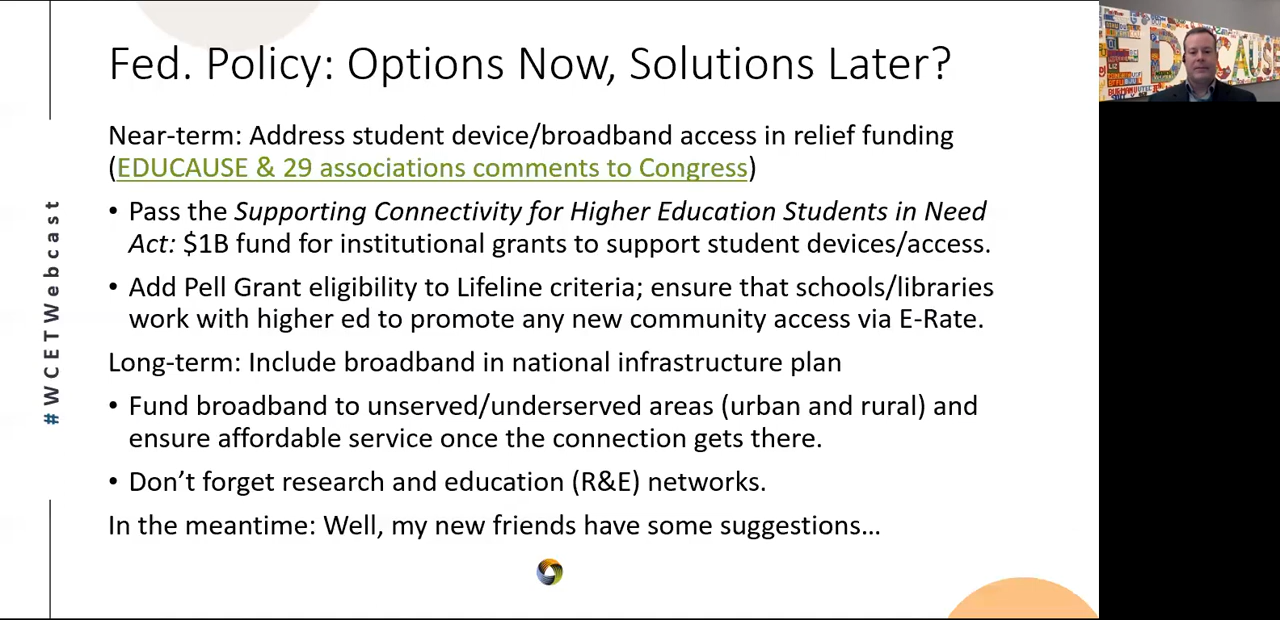 Fed. Policy: Options Now, Solutions Later?
Near-term: Address student device/broadband access in relief funding
(EDUCAUSE & 29 associations comments to Congress)
• Pass the Supporting Connectivity for Higher Education Students in Need
Act: $1B fund for institutional grants to support student devices/access.
• Add Pell Grant eligibility to Lifeline criteria; ensure that schools/libraries
work with higher ed to promote any new community access via E-Rate.
Long-term: Include broadband in national infrastructure plan
• Fund broadband to unserved/underserved areas (urban and rural) and
ensure affordable service once the connection gets there.
• Don’t forget research and education (R&E) networks.
In the meantime: Well, my new friends have some suggestions…
#WCETWebcast
ED CAUSE